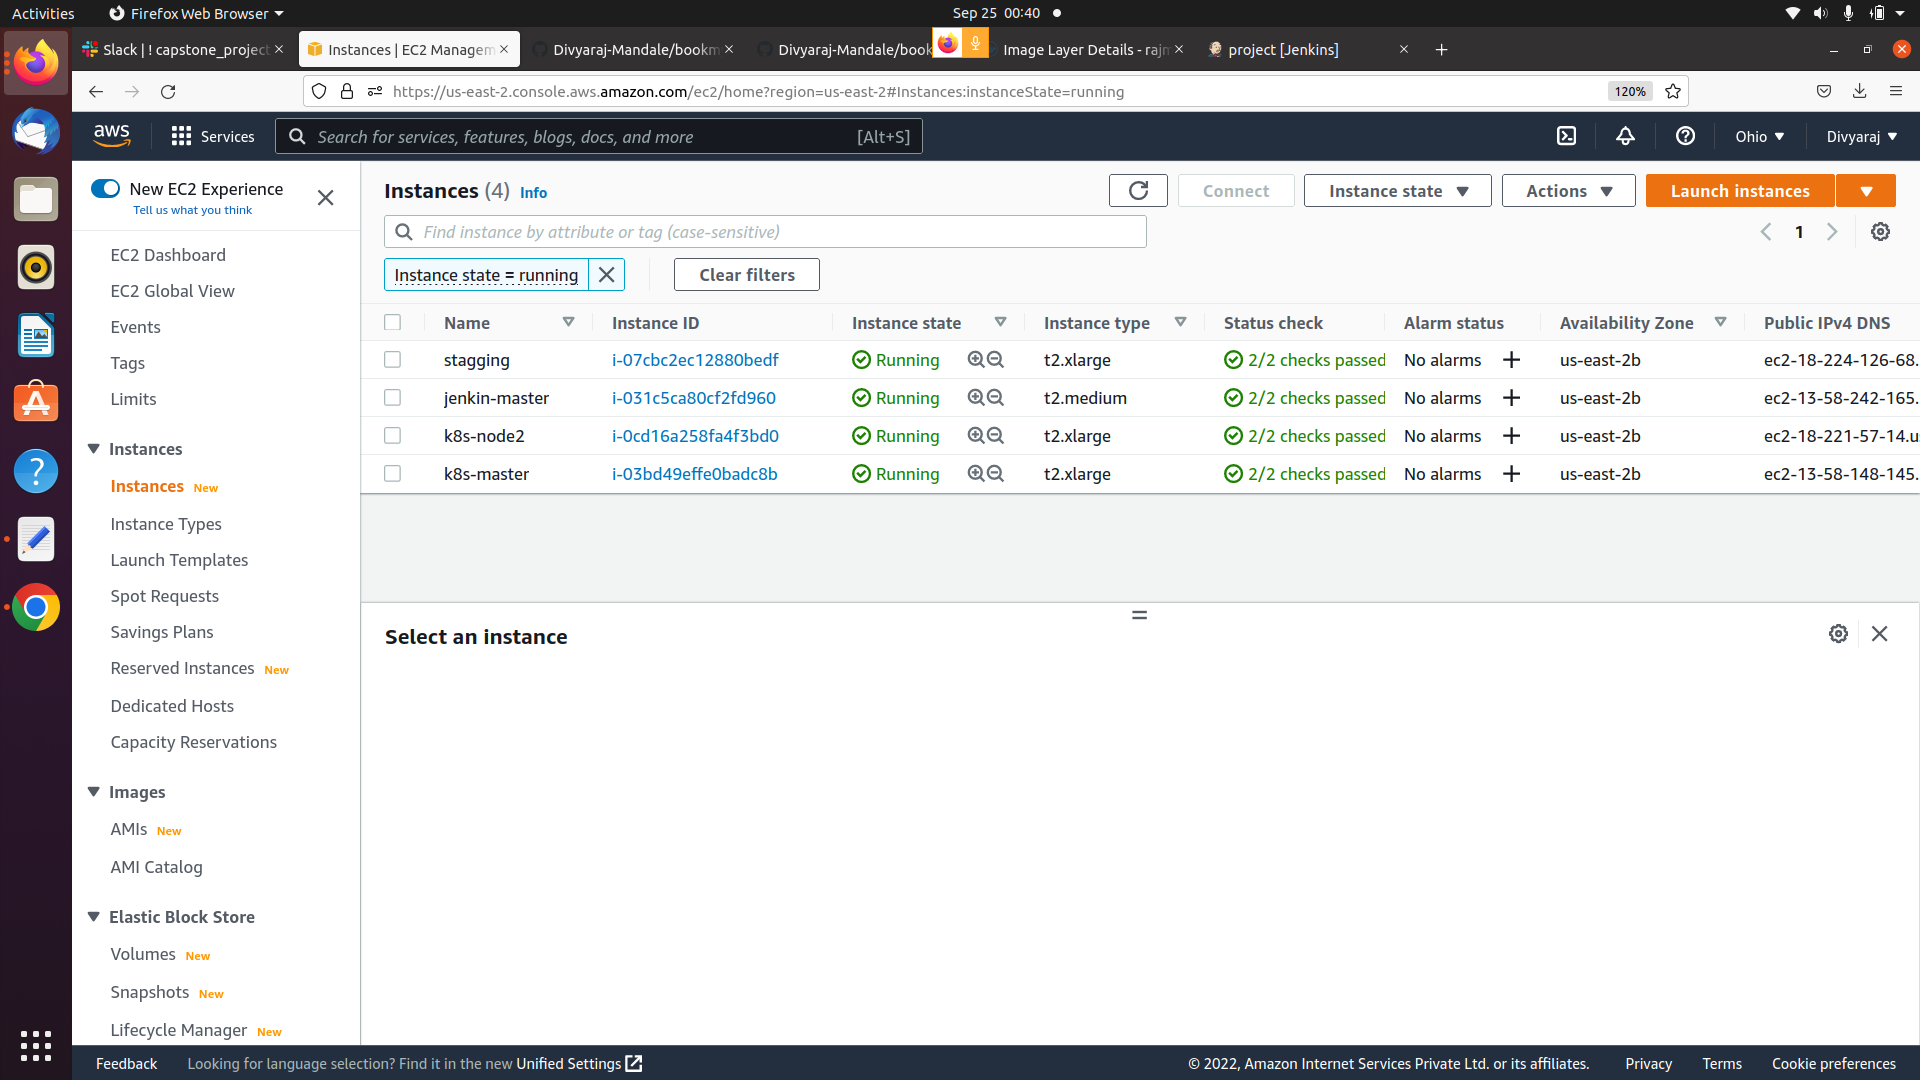 Activities
Firefox Web Browser
Sep 25 00:40
Slack | ! capstone_project
Instances | EC2 Managem
Divyaraj-Mandale/bookm
Divyaraj-Mandale/book
Image Layer Details - rajm
project [Jenkins]
https://us-east-2.console.aws.amazon.com/ec2/home?region=us-east-2#Instances:instanceState=running
120%
aws
Services
Search for services, features, blogs, docs, and more
[Alt+S]
Ohio
Divyaraj
New EC2 Experience
Tell us what you think
EC2 Dashboard
EC2 Global View
Events
Tags
Limits
Instances
Instances New
Instance Types
Launch Templates
Spot Requests
Savings Plans
Reserved Instances New
Dedicated Hosts
Capacity Reservations
Images
AMIs New
AMI Catalog
Elastic Block Store
Volumes New
Snapshots New
Lifecycle Manager New
Instances (4) Info
Connect
Instance state
Actions
Launch instances
Find instance by attribute or tag (case-sensitive)
1
Instance state = running
Clear filters
Name Instance ID Instance state Instance type Status check Alarm status Availability Zone Public IPv4 DNS
stagging i-07cbc2ec12880bedf Running t2.xlarge 2/2 checks passed No alarms us-east-2b ec2-18-224-126-68.
jenkin-master i-031c5ca80cf2fd960 Running t2.medium 2/2 checks passed No alarms us-east-2b ec2-13-58-242-165.
k8s-node2 i-0cd16a258fa4f3bd0 Running t2.xlarge 2/2 checks passed No alarms us-east-2b ec2-18-221-57-14.u
k8s-master i-03bd49effe0badc8b Running t2.xlarge 2/2 checks passed No alarms us-east-2b ec2-13-58-148-145.
Select an instance
Feedback
Looking for language selection? Find it in the new Unified Settings
© 2022, Amazon Internet Services Private Ltd. or its affiliates.
Privacy
Terms
Cookie preferences